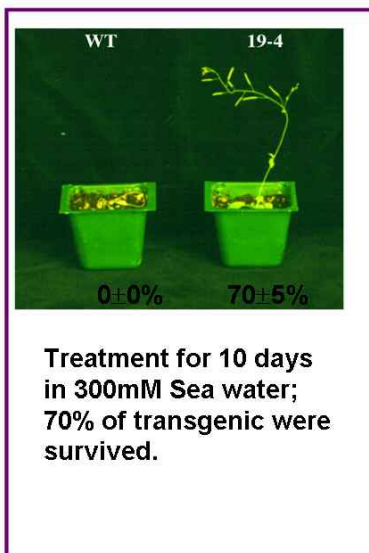 WT 19-4
0±0% 70±5%
Treatment for 10 days
in 300mM Sea water;
70% of transgenic were
survived.